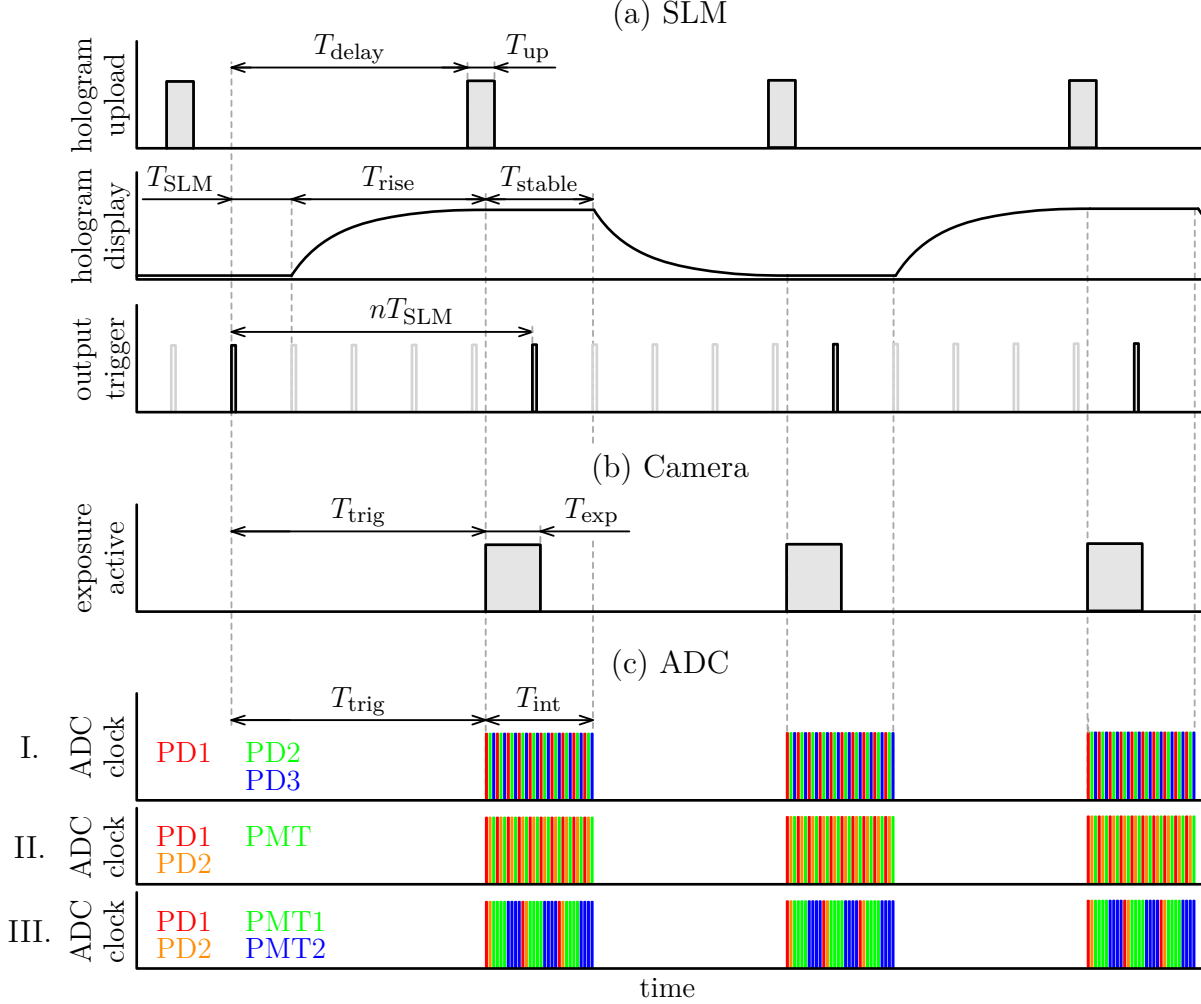 (a) SLM
hologram
upload
T_delay
T_up
hologram
display
T_SLM
T_rise
T_stable
output
trigger
nT_SLM
(b) Camera
exposure
active
T_trig
T_exp
(c) ADC
T_trig
T_int
I.
ADC
clock
PD1 PD2
PD3
II.
ADC
clock
PD1 PMT
PD2
III.
ADC
clock
PD1 PMT1
PD2 PMT2
time